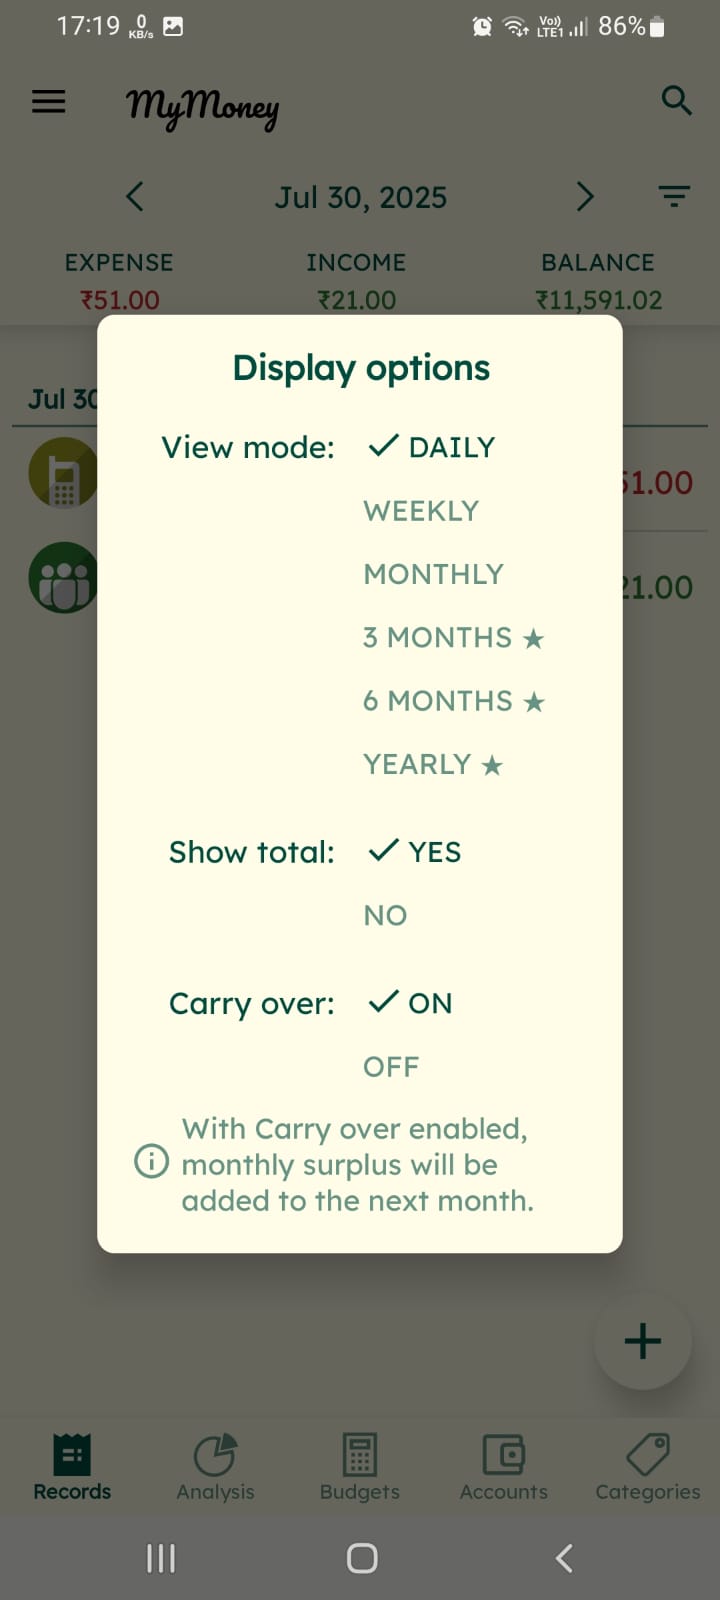 17:19 0 KB/s Vo)) LTE1 86%
MyMoney
Jul 30, 2025
EXPENSE INCOME BALANCE
₹51.00 ₹21.00 ₹11,591.02
Display options
Jul 30
View mode: DAILY
51.00
WEEKLY
MONTHLY
21.00
3 MONTHS ★
6 MONTHS ★
YEARLY ★
Show total: YES
NO
Carry over: ON
OFF
With Carry over enabled,
monthly surplus will be
added to the next month.
Records Analysis Budgets Accounts Categories